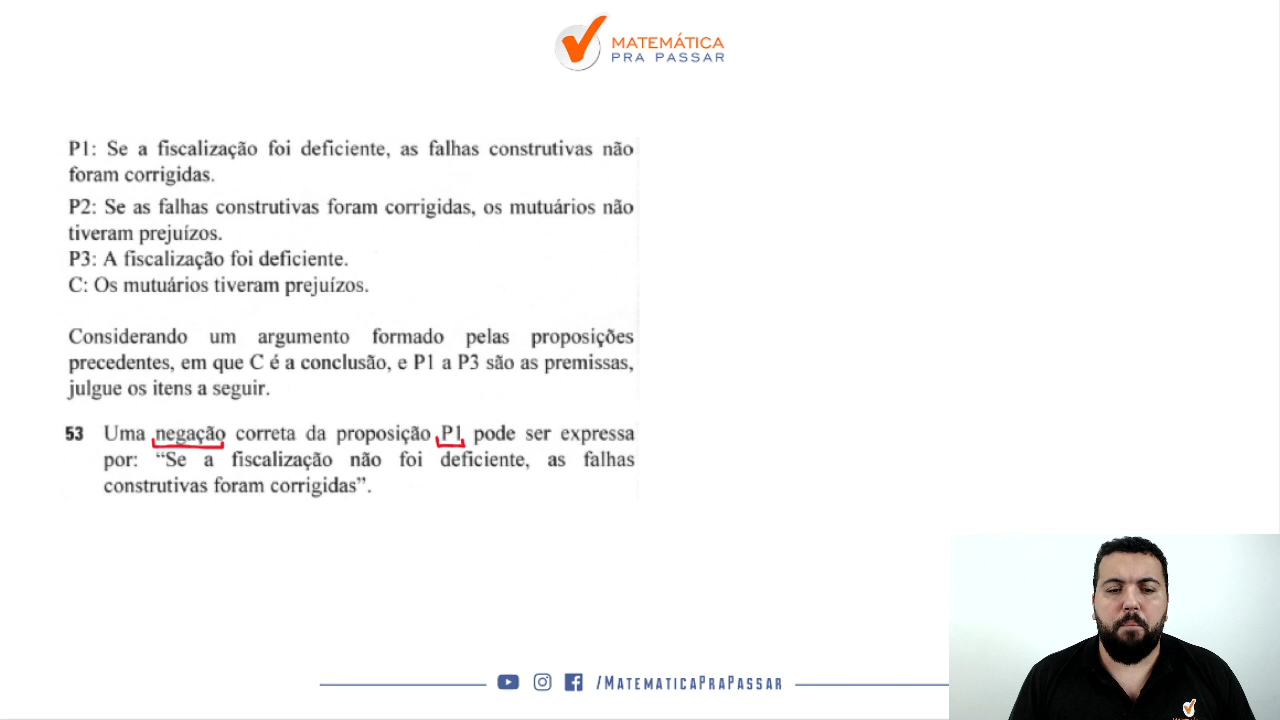 MATEMÁTICA
PRA PASSAR
P1: Se a fiscalização foi deficiente, as falhas construtivas não
foram corrigidas.
P2: Se as falhas construtivas foram corrigidas, os mutuários não
tiveram prejuízos.
P3: A fiscalização foi deficiente.
C: Os mutuários tiveram prejuízos.
Considerando um argumento formado pelas proposições
precedentes, em que C é a conclusão, e P1 a P3 são as premissas,
julgue os itens a seguir.
53 Uma negação correta da proposição P1 pode ser expressa
por: “Se a fiscalização não foi deficiente, as falhas
construtivas foram corrigidas”.
/MATEMATICAPRAPASSAR